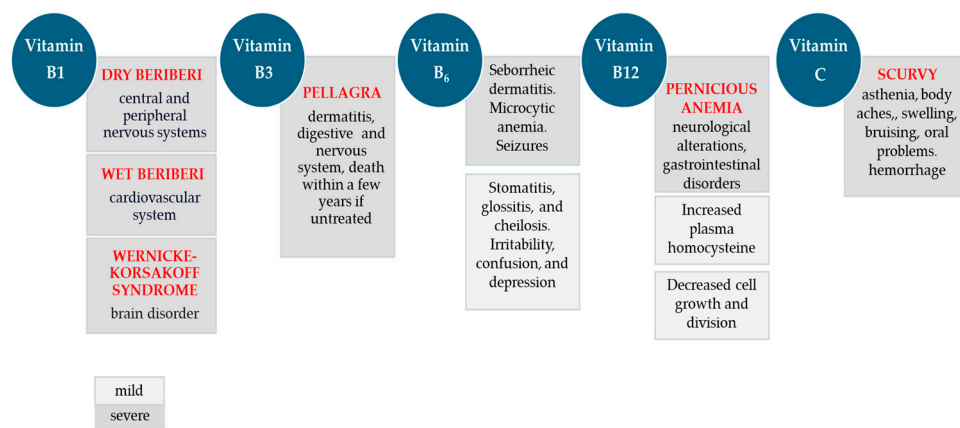 Vitamin
B1
DRY BERIBERI
central and
peripheral
nervous systems
WET BERIBERI
cardiovascular
system
WERNICKE-
KORSAKOFF
SYNDROME
brain disorder
Vitamin
B3
PELLAGRA
dermatitis,
digestive and
nervous
system, death
within a few
years if
untreated
Vitamin
B₆
Seborrheic
dermatitis.
Microcytic
anemia.
Seizures
Stomatitis,
glossitis, and
cheilosis.
Irritability,
confusion, and
depression
Vitamin
B12
PERNICIOUS
ANEMIA
neurological
alterations,
gastrointestinal
disorders
Increased
plasma
homocysteine
Decreased cell
growth and
division
Vitamin
C
SCURVY
asthenia, body
aches,, swelling,
bruising, oral
problems.
hemorrhage
mild
severe